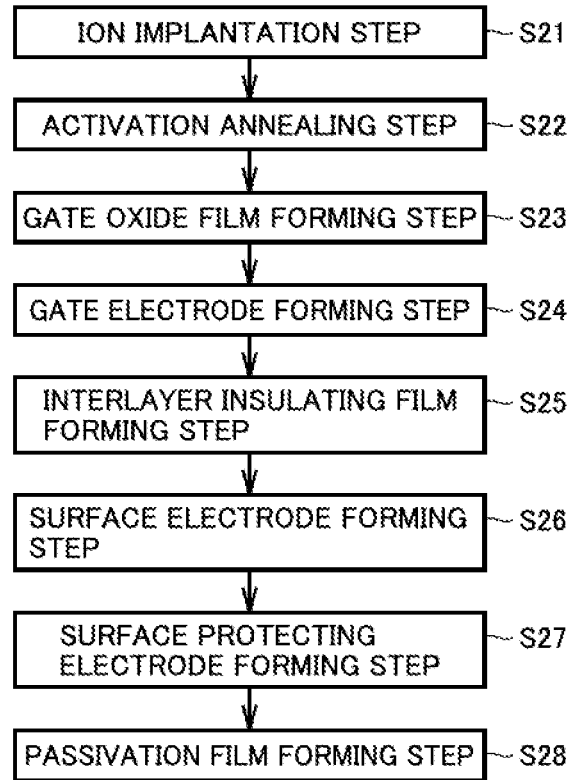 ION IMPLANTATION STEP S21
ACTIVATION ANNEALING STEP S22
GATE OXIDE FILM FORMING STEP S23
GATE ELECTRODE FORMING STEP S24
INTERLAYER INSULATING FILM S25
FORMING STEP
SURFACE ELECTRODE FORMING S26
STEP
SURFACE PROTECTING S27
ELECTRODE FORMING STEP
PASSIVATION FILM FORMING STEP S28